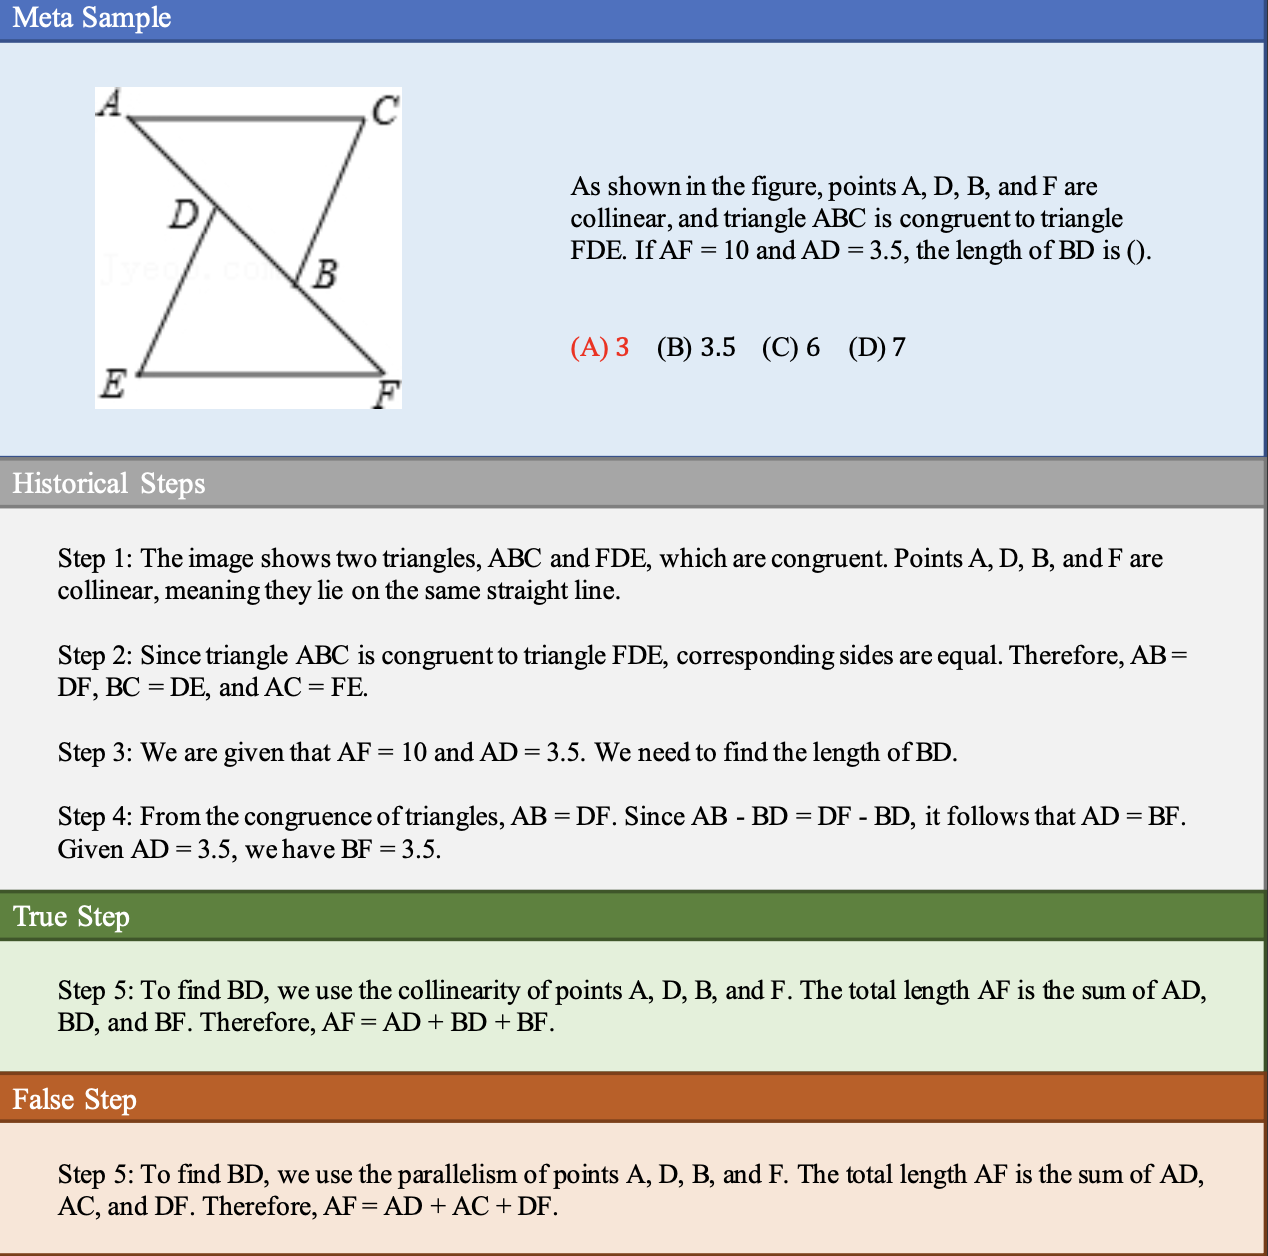 Meta Sample
A
C
D
B
E
F
As shown in the figure, points A, D, B, and F are
collinear, and triangle ABC is congruent to triangle
FDE. If AF = 10 and AD = 3.5, the length of BD is ().
(A) 3 (B) 3.5 (C) 6 (D) 7
Historical Steps
Step 1: The image shows two triangles, ABC and FDE, which are congruent. Points A, D, B, and F are
collinear, meaning they lie on the same straight line.
Step 2: Since triangle ABC is congruent to triangle FDE, corresponding sides are equal. Therefore, AB =
DF, BC = DE, and AC = FE.
Step 3: We are given that AF = 10 and AD = 3.5. We need to find the length of BD.
Step 4: From the congruence of triangles, AB = DF. Since AB - BD = DF - BD, it follows that AD = BF.
Given AD = 3.5, we have BF = 3.5.
True Step
Step 5: To find BD, we use the collinearity of points A, D, B, and F. The total length AF is the sum of AD,
BD, and BF. Therefore, AF = AD + BD + BF.
False Step
Step 5: To find BD, we use the parallelism of points A, D, B, and F. The total length AF is the sum of AD,
AC, and DF. Therefore, AF = AD + AC + DF.